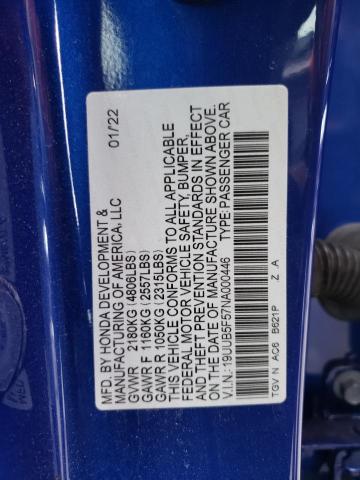 MFD. BY HONDA DEVELOPMENT & 01/22
MANUFACTURING OF AMERICA, LLC
GVWR 2180KG (4805LBS)
GAWR F 1160KG (2557LBS)
GAWR R 1050KG (2315LBS)
THIS VEHICLE CONFORMS TO ALL APPLICABLE
FEDERAL MOTOR VEHICLE SAFETY, BUMPER,
AND THEFT PREVENTION STANDARDS IN EFFECT
ON THE DATE OF MANUFACTURE SHOWN ABOVE.
V.I.N.:19UUB5F57NA000446 TYPE:PASSENGER CAR
TGV N AC6 B621P Z A